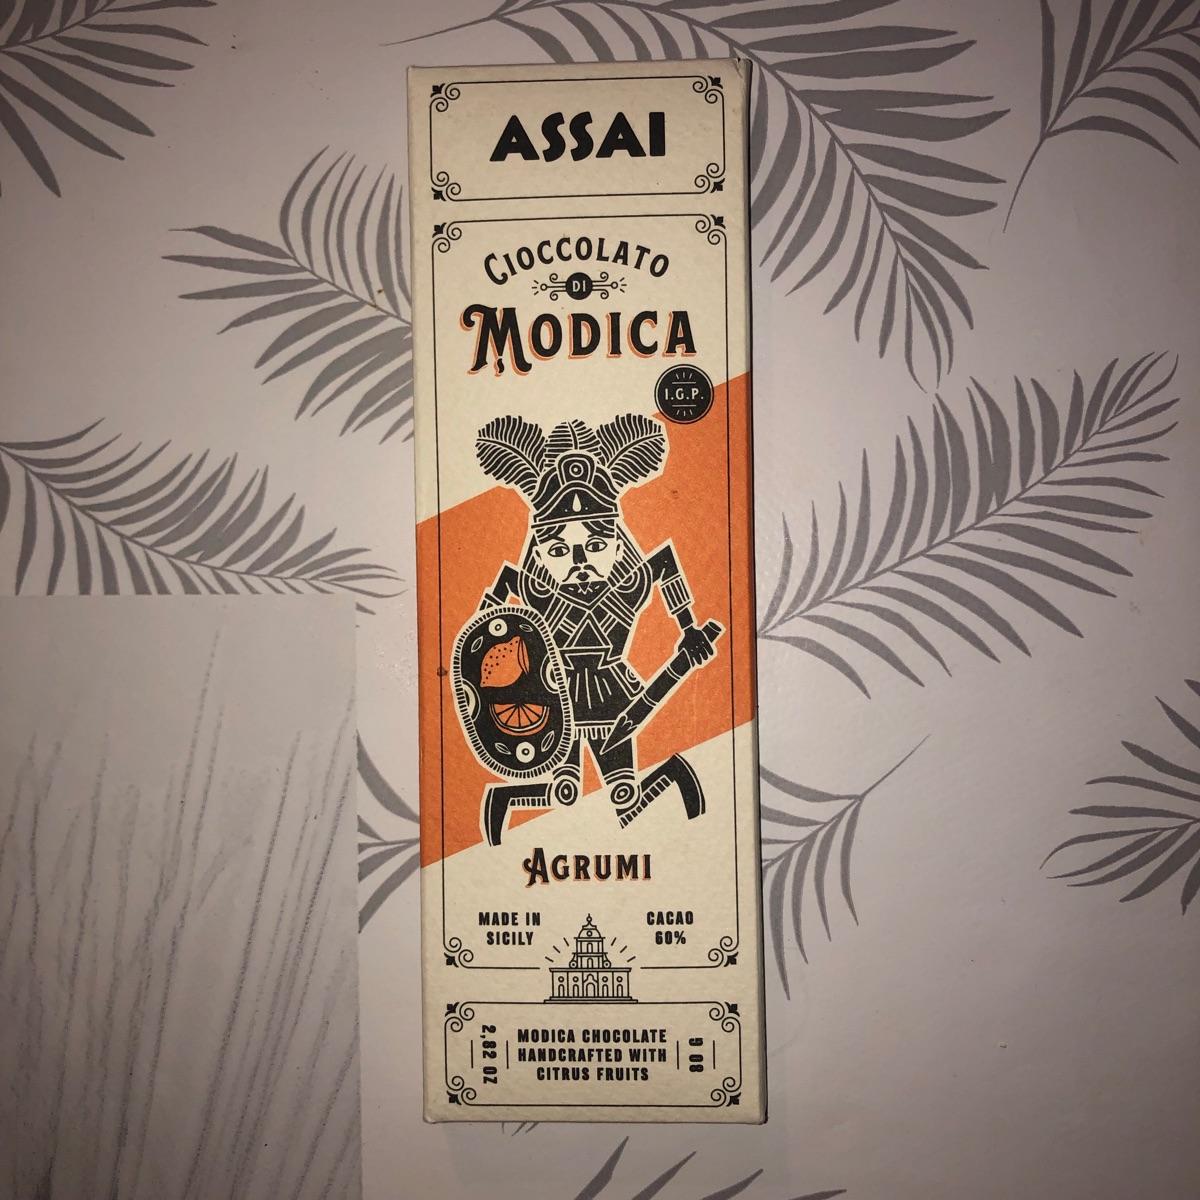 ASSAI
CIOCCOLATO
DI
MODICA
I.G.P.
AGRUMI
MADE IN
SICILY
CACAO
60%
2,82 OZ
MODICA CHOCOLATE
HANDCRAFTED WITH
CITRUS FRUITS
80 g